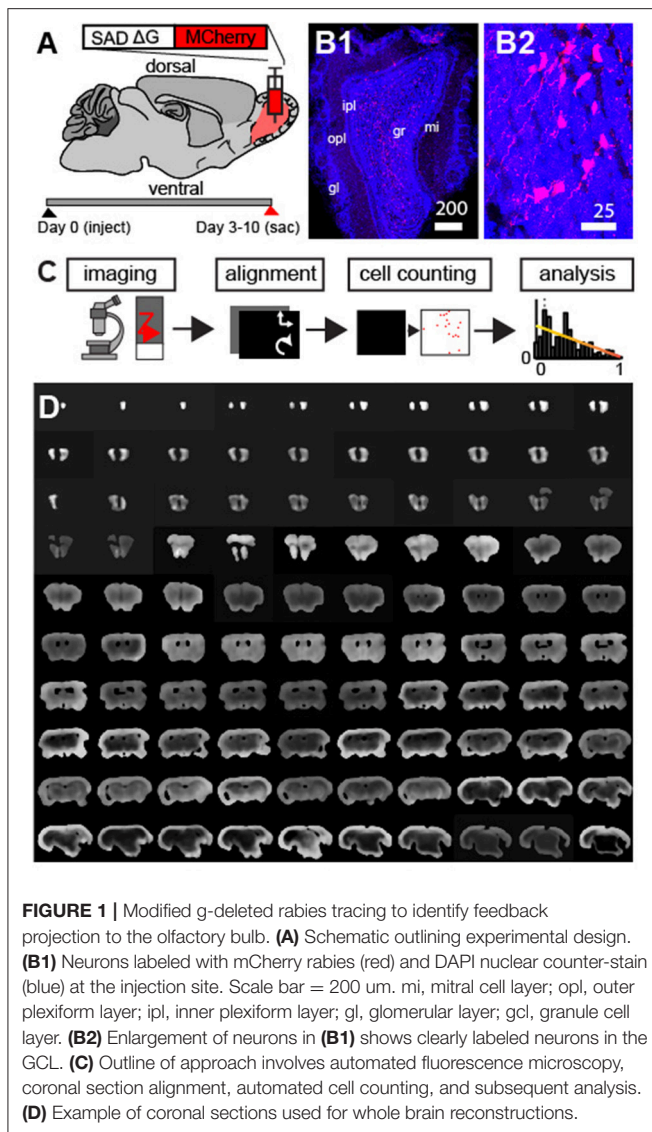 A
SAD ΔG MCherry
dorsal
ventral
Day 0 (inject) Day 3-10 (sac)
B1
ipl
opl
gr
mi
gl
200
B2
25
C
imaging alignment cell counting analysis
0
0 1
D
FIGURE 1 | Modified g-deleted rabies tracing to identify feedback
projection to the olfactory bulb. (A) Schematic outlining experimental design.
(B1) Neurons labeled with mCherry rabies (red) and DAPI nuclear counter-stain
(blue) at the injection site. Scale bar = 200 um. mi, mitral cell layer; opl, outer
plexiform layer; ipl, inner plexiform layer; gl, glomerular layer; gcl, granule cell
layer. (B2) Enlargement of neurons in (B1) shows clearly labeled neurons in the
GCL. (C) Outline of approach involves automated fluorescence microscopy,
coronal section alignment, automated cell counting, and subsequent analysis.
(D) Example of coronal sections used for whole brain reconstructions.